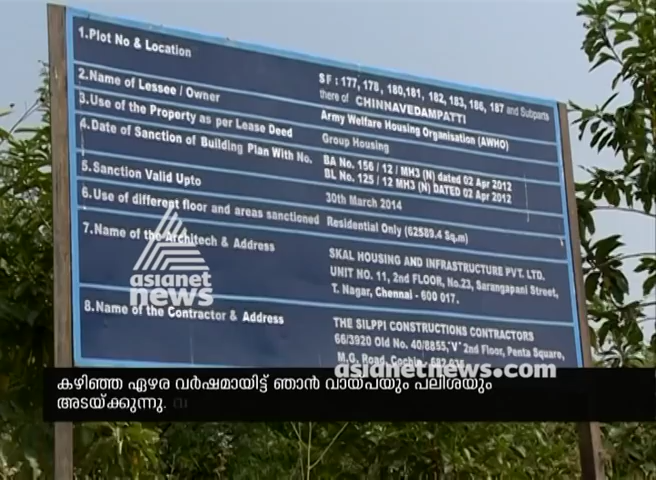 1.Plot No & Location
SF : 177, 178, 180,181, 182, 183, 186, 187 and Subparts
there of CHINNAVEDAMPATTI
2.Name of Lessee / Owner
Army Welfare Housing Organisation (AWHO)
3.Use of the Property as per Lease Deed
Group Housing
4.Date of Sanction of Building Plan With No.
BA No. 156 / 12 / MH3 (N) dated 02 Apr 2012
BL No. 125 / 12 / MH3 (N) DATED 02 Apr 2012
5.Sanction Valid Upto
30th March 2014
6.Use of different floor and areas sanctioned
Residential Only (62589.4 Sq.m)
7.Name of the Architech & Address
SKAL HOUSING AND INFRASTRUCTURE PVT. LTD.
UNIT NO. 11, 2nd FLOOR, No.23, Sarangapani Street,
T. Nagar, Chennai - 600 017.
8.Name of the Contractor & Address
THE SILPPI CONSTRUCTIONS CONTRACTORS
66/3920 Old No. 40/8855,"V" 2nd Floor, Penta Square,
M.G. Road, Cochin
asianet
news
asianetnews.com
കഴിഞ്ഞ ഏഴര വർഷമായിട്ട് ഞാൻ വായ്പയും പലിശയും
അടയ്ക്കുന്നു.